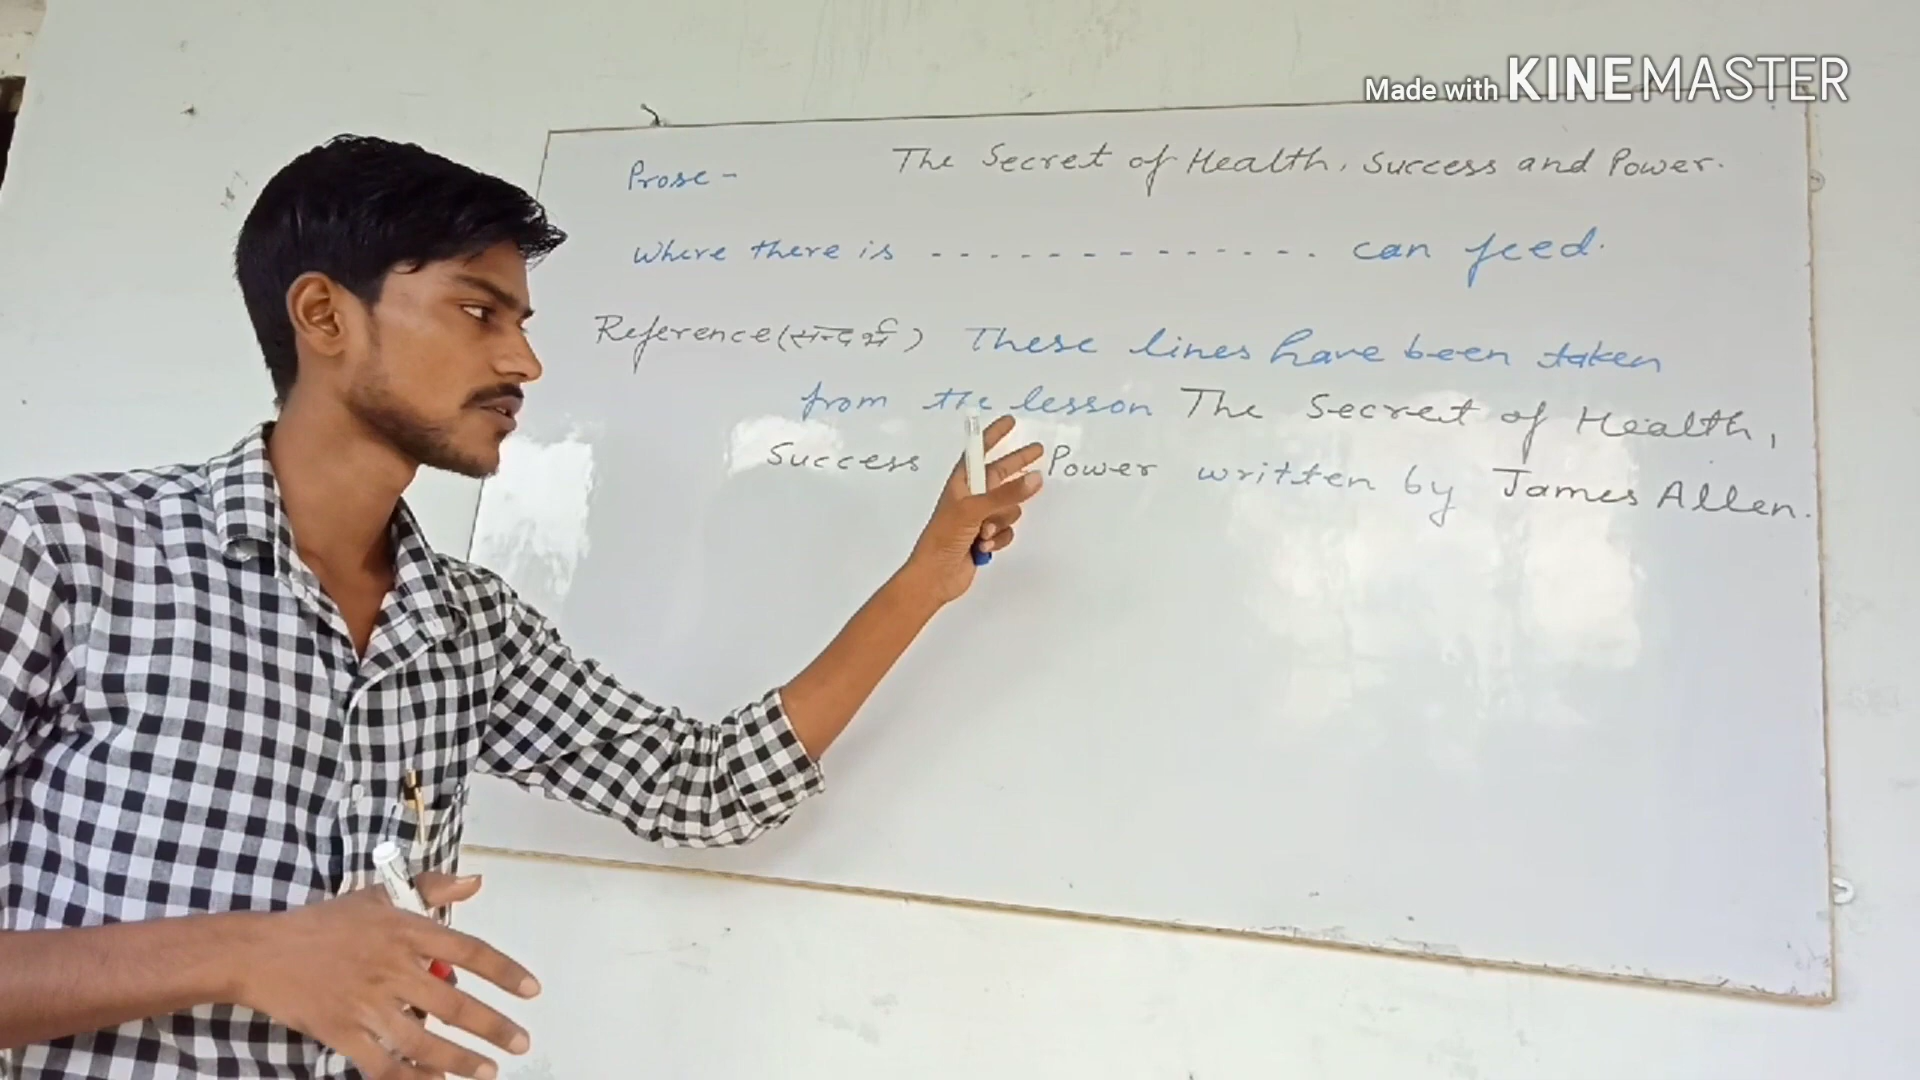 Made with KINEMASTER
Prose - The Secret of Health, Success and Power.
Where there is - - - - - - - - - - - - - - can feed.
Reference (सन्दर्भ) These lines have been taken
from the lesson The Secret of Health,
Success Power written by James Allen.